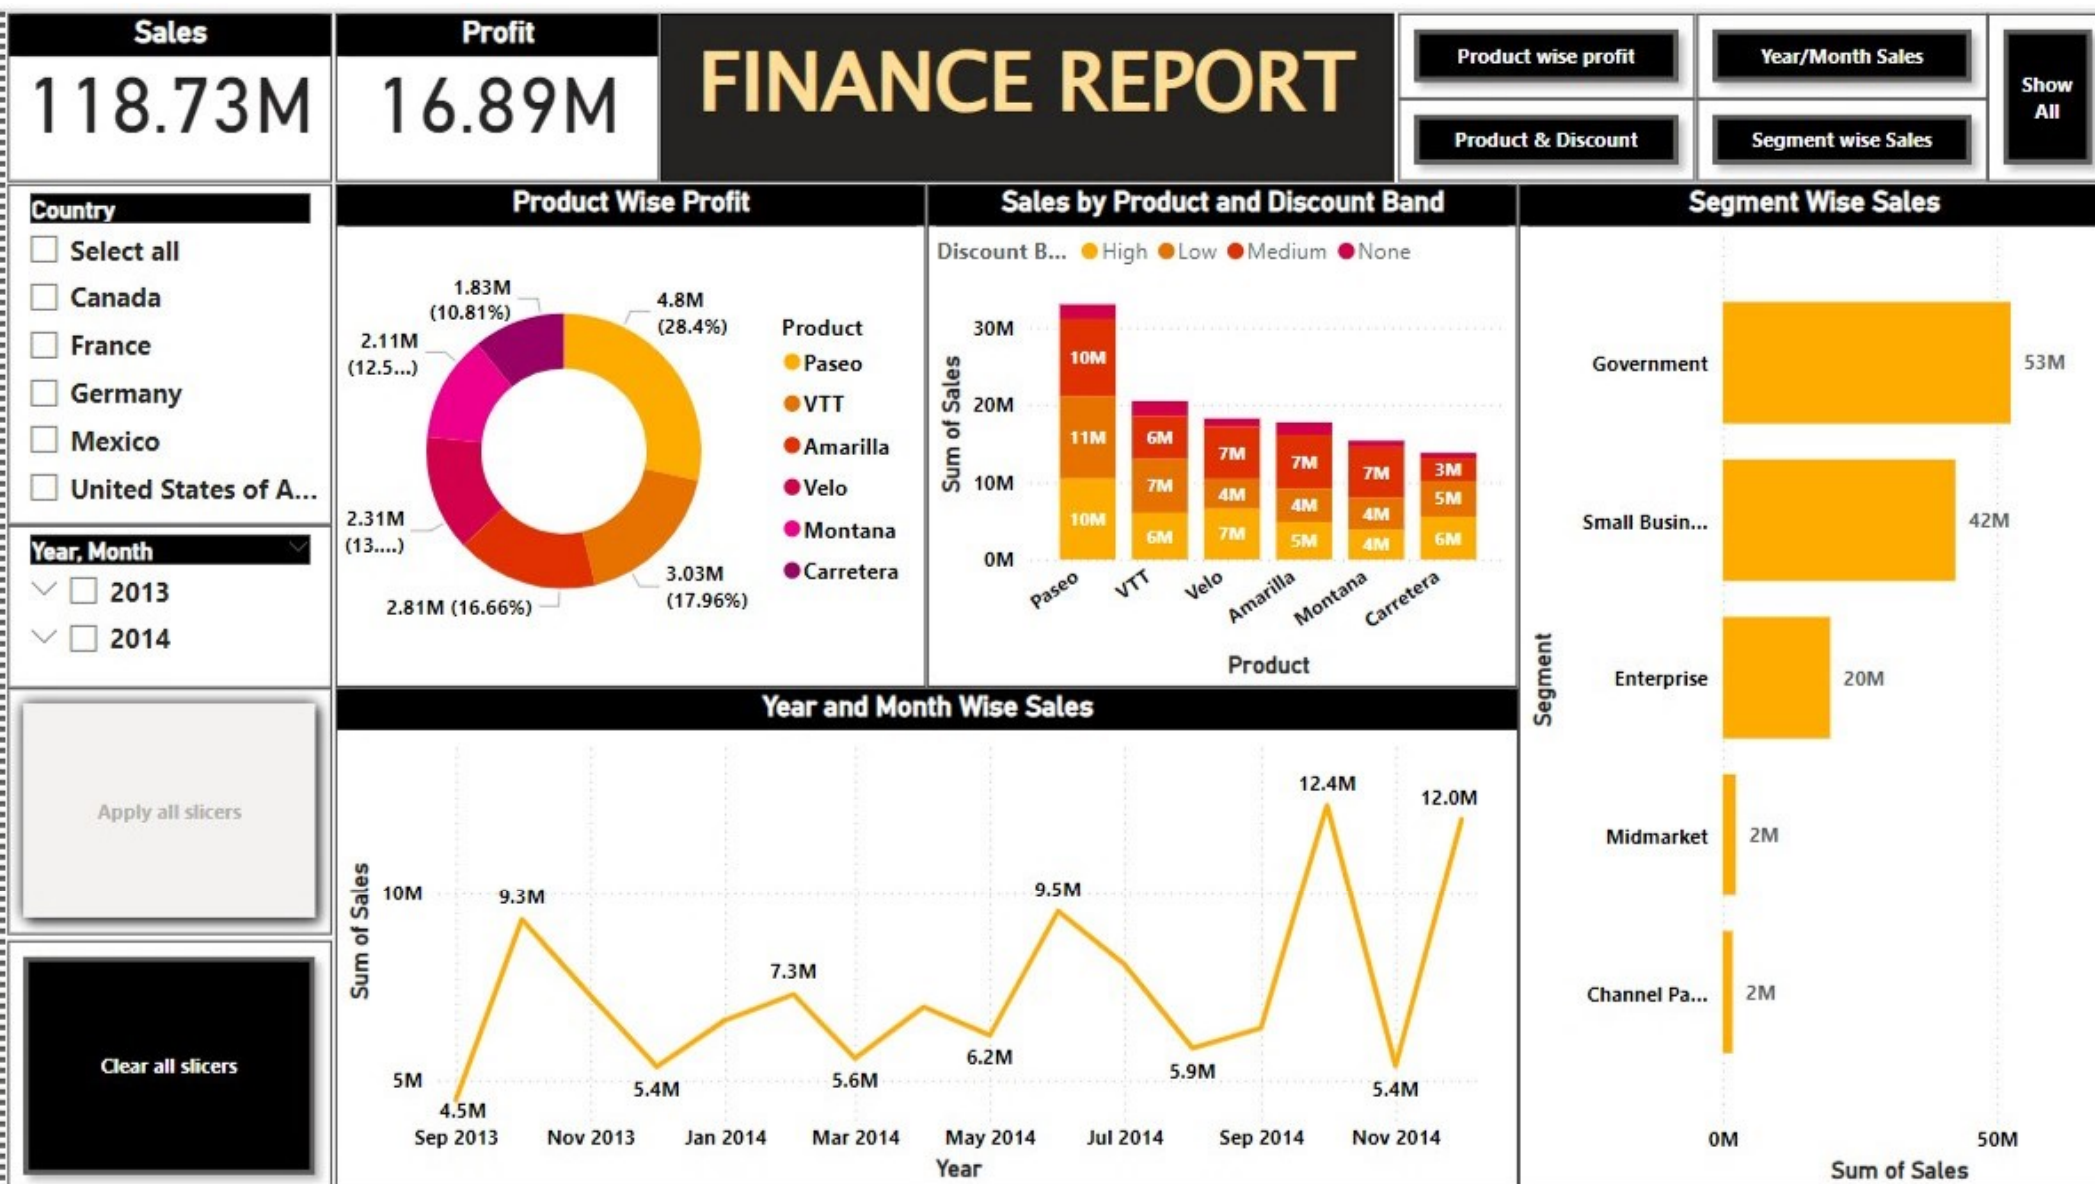 Sales
118.73M
Profit
16.89M
FINANCE REPORT
Product wise profit
Year/Month Sales
Show
All
Product & Discount
Segment wise Sales
Country
Select all
Canada
France
Germany
Mexico
United States of A...
Year, Month
2013
2014
Apply all slicers
Clear all slicers
Product Wise Profit
1.83M
(10.81%)
4.8M
(28.4%)
2.11M
(12.5...)
2.31M
(13....)
2.81M (16.66%)
3.03M
(17.96%)
Product
Paseo
VTT
Amarilla
Velo
Montana
Carretera
Sales by Product and Discount Band
Discount B... High Low Medium None
Sum of Sales
30M
20M
10M
0M
10M
11M
10M
6M
7M
6M
7M
4M
7M
7M
4M
5M
7M
4M
4M
3M
5M
6M
Paseo
VTT
Velo
Amarilla
Montana
Carretera
Product
Segment Wise Sales
Segment
Government 53M
Small Busin... 42M
Enterprise 20M
Midmarket 2M
Channel Pa... 2M
0M 50M
Sum of Sales
Year and Month Wise Sales
Sum of Sales
10M
5M
4.5M
9.3M
5.4M
7.3M
5.6M
6.2M
9.5M
5.9M
12.4M
5.4M
12.0M
Sep 2013 Nov 2013 Jan 2014 Mar 2014 May 2014 Jul 2014 Sep 2014 Nov 2014
Year